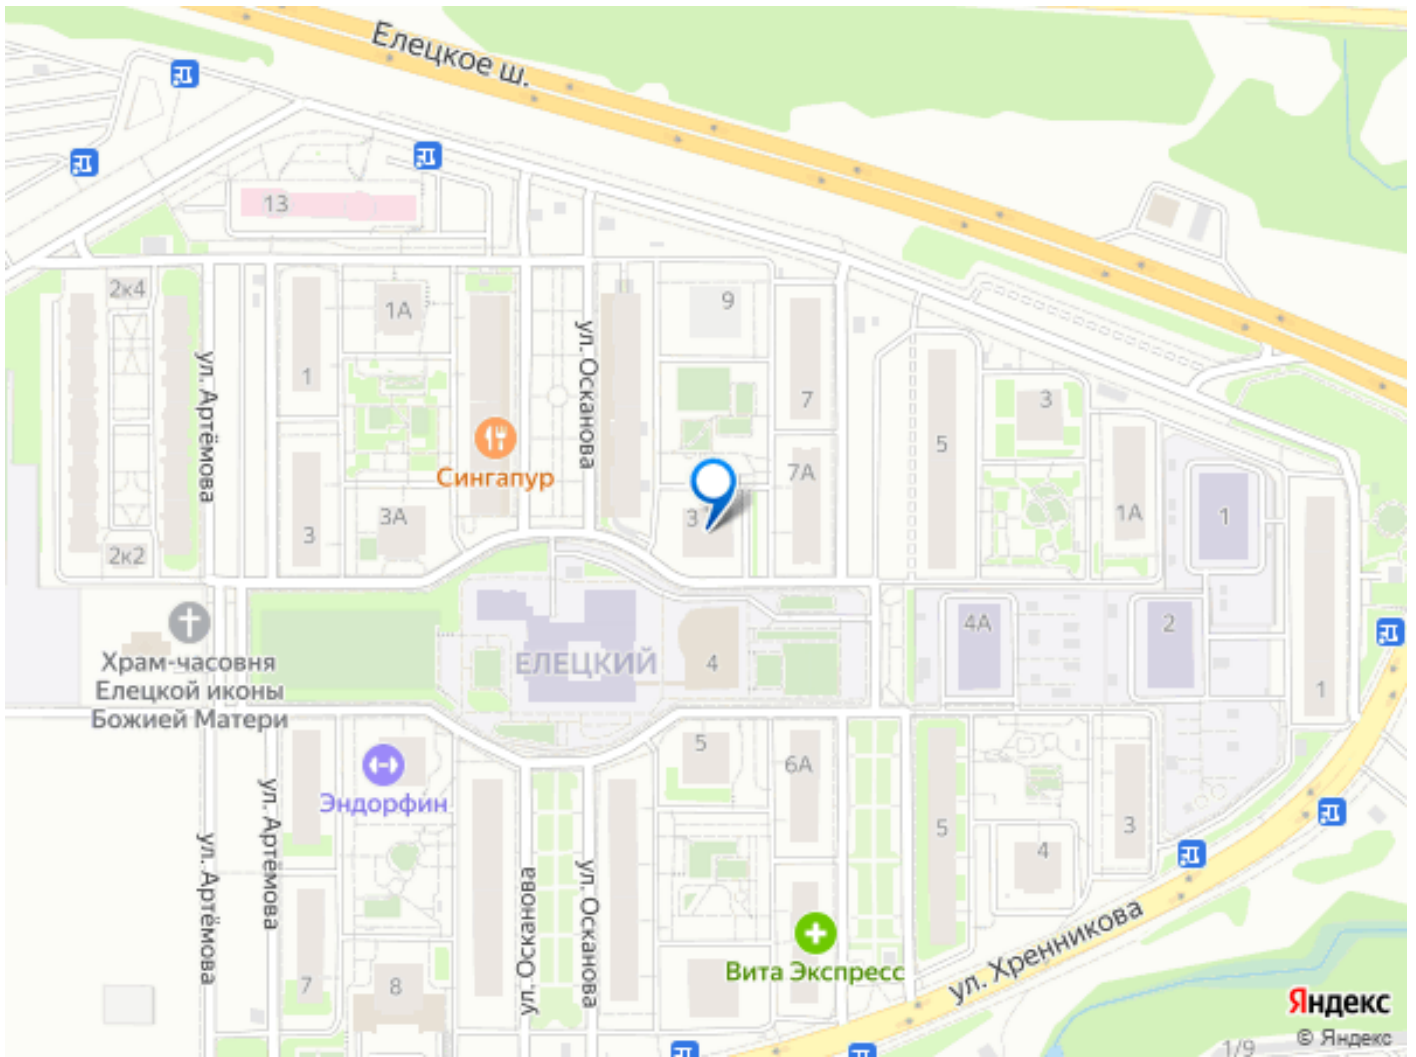 Елецкое ш.
13
2к4
1А
9
ул. Артёмова
1
ул. Осканова
7
3
5
7А
Сингапур
3
3А
3
1А
1
2к2
Храм-часовня
Елецкой иконы
Божией Матери
ЕЛЕЦКИЙ
4
4А
2
1
5
6А
Эндорфин
ул. Артёмова
ул. Артёмова
ул. Осканова
ул. Осканова
5
4
3
Вита Экспресс
7
8
ул. Хренникова
Яндекс
© Яндекс
1/9